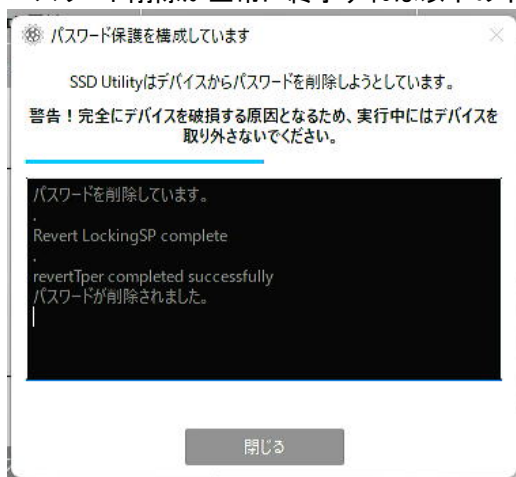 パスワード保護を構成しています
SSD Utilityはデバイスからパスワードを削除しようとしています。
警告！完全にデバイスを破損する原因となるため、実行中にはデバイスを
取り外さないでください。
パスワードを削除しています。
.
Revert LockingSP complete
.
revertTper completed successfully
パスワードが削除されました。
閉じる